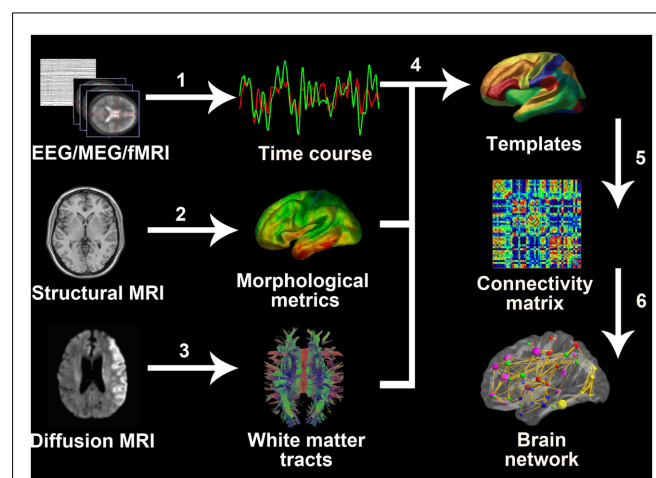 1
4
EEG/MEG/fMRI
Time course
Templates
5
2
Structural MRI
Morphological
metrics
Connectivity
matrix
6
3
Diffusion MRI
White matter
tracts
Brain
network